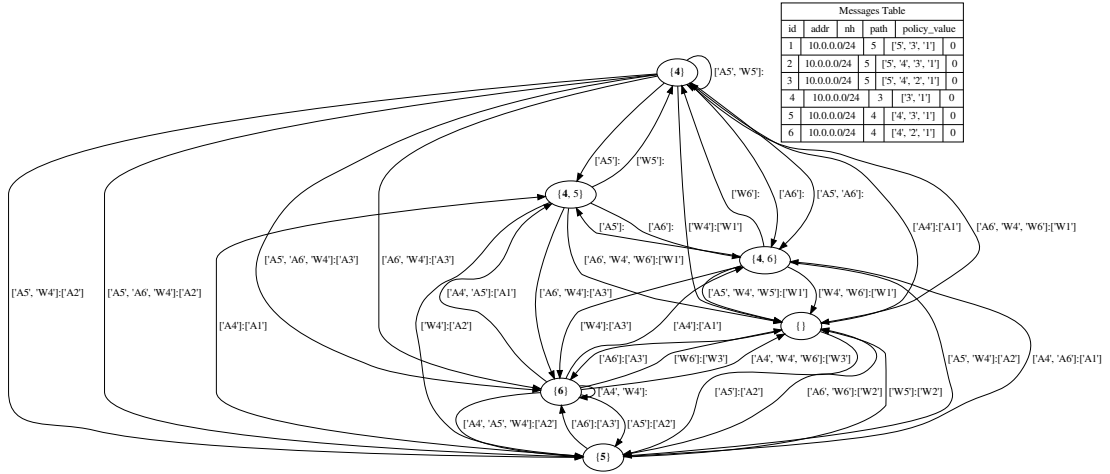 Messages Table
id addr nh path policy_value
1 10.0.0.0/24 5 ['5', '3', '1'] 0
2 10.0.0.0/24 5 ['5', '4', '3', '1'] 0
3 10.0.0.0/24 5 ['5', '4', '2', '1'] 0
4 10.0.0.0/24 3 ['3', '1'] 0
5 10.0.0.0/24 4 ['4', '3', '1'] 0
6 10.0.0.0/24 4 ['4', '2', '1'] 0
{4}
['A5', 'W5']:
['A5']: ['W5']:
{4, 5}
['W6']: ['A6']: ['A5', 'A6']:
['A5']: ['A6']: ['W4']:['W1'] ['A4']:['A1'] ['A6', 'W4', 'W6']:['W1']
{4, 6}
['A5', 'A6', 'W4']:['A3'] ['A6', 'W4']:['A3'] ['A6', 'W4', 'W6']:['W1']
['A5', 'W4']:['A2'] ['A5', 'A6', 'W4']:['A2'] ['A4', 'A5']:['A1'] ['A6', 'W4']:['A3'] ['A5', 'W4', 'W5']:['W1'] ['W4', 'W6']:['W1']
['A4']:['A1'] ['W4']:['A2'] ['W4']:['A3'] ['A4']:['A1'] { }
['A6']:['A3'] ['W6']:['W3'] ['A4', 'W4', 'W6']:['W3'] ['A5', 'W4']:['A2'] ['A4', 'A6']:['A1']
{6} ['A4', 'W4']: ['A5']:['A2'] ['A6', 'W6']:['W2'] ['W5']:['W2']
['A4', 'A5', 'W4']:['A2'] ['A6']:['A3'] ['A5']:['A2']
{5}